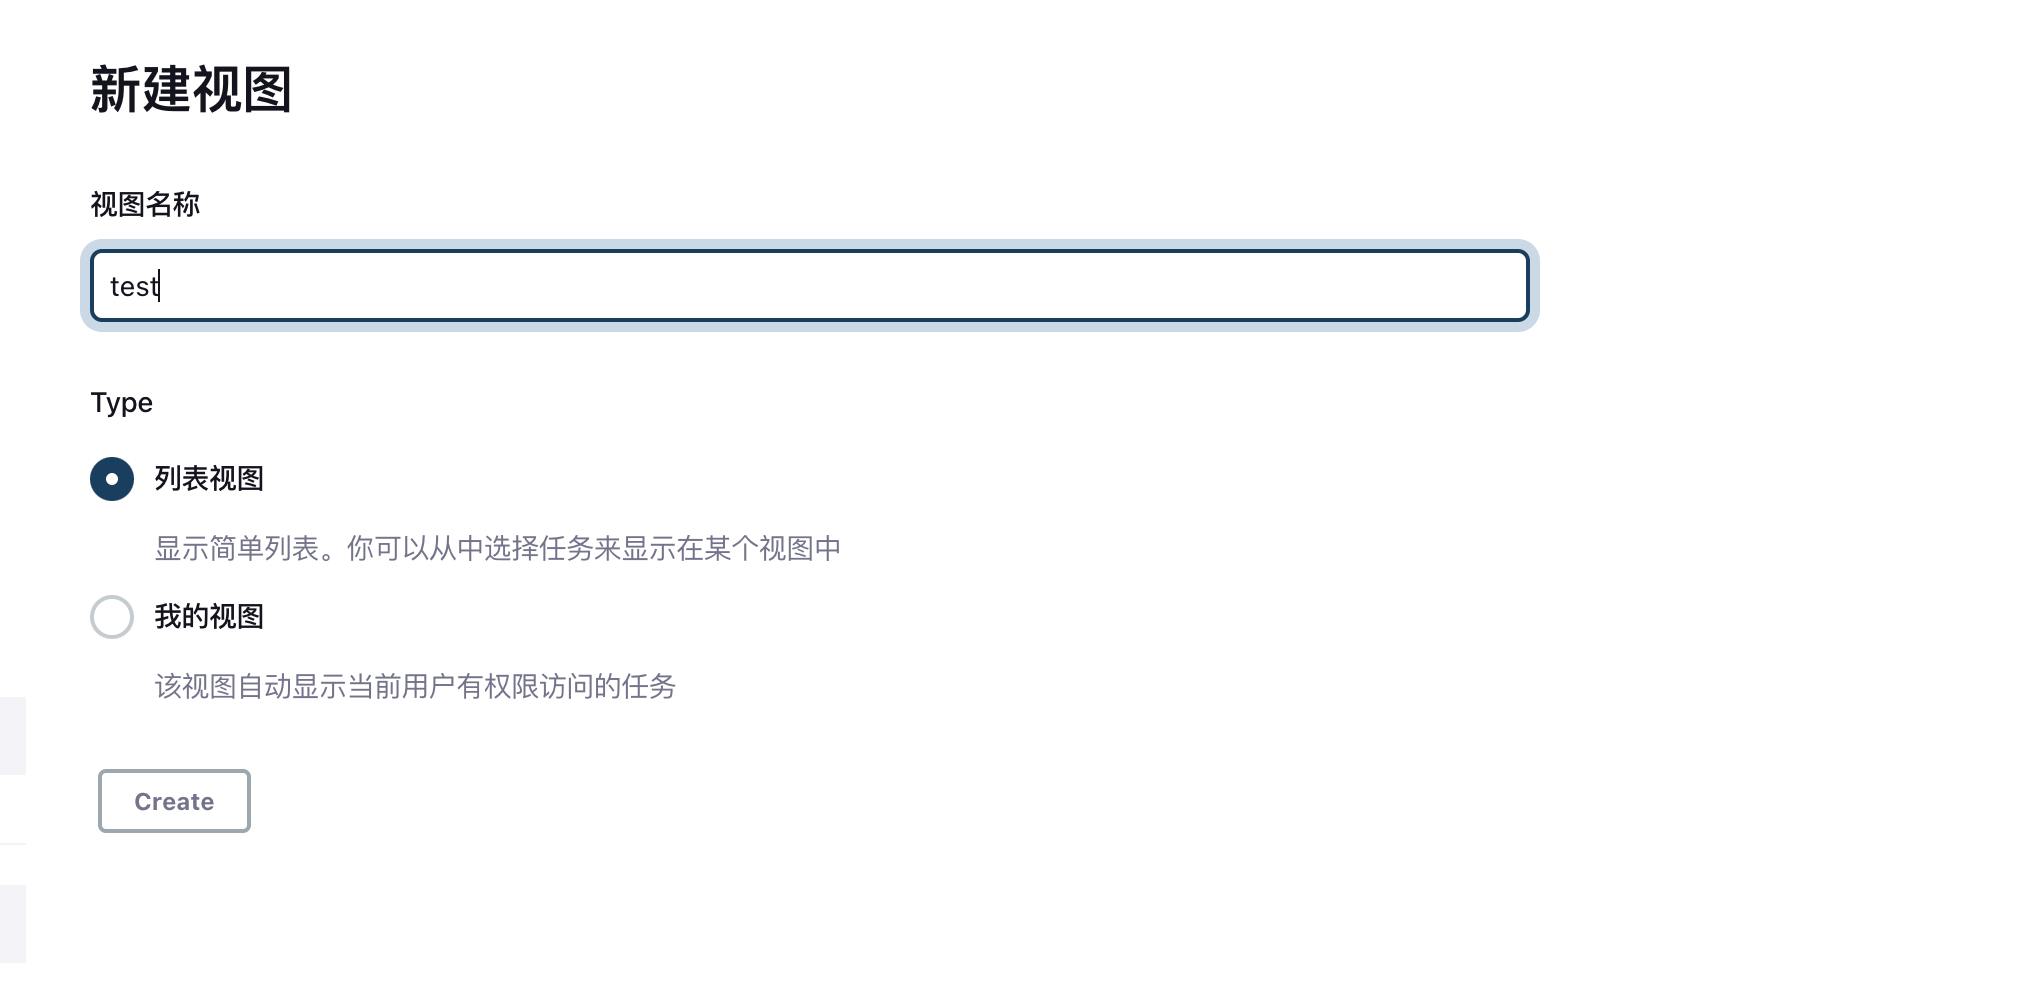 新建视图
视图名称
test
Type
列表视图
显示简单列表。你可以从中选择任务来显示在某个视图中
我的视图
该视图自动显示当前用户有权限访问的任务
Create